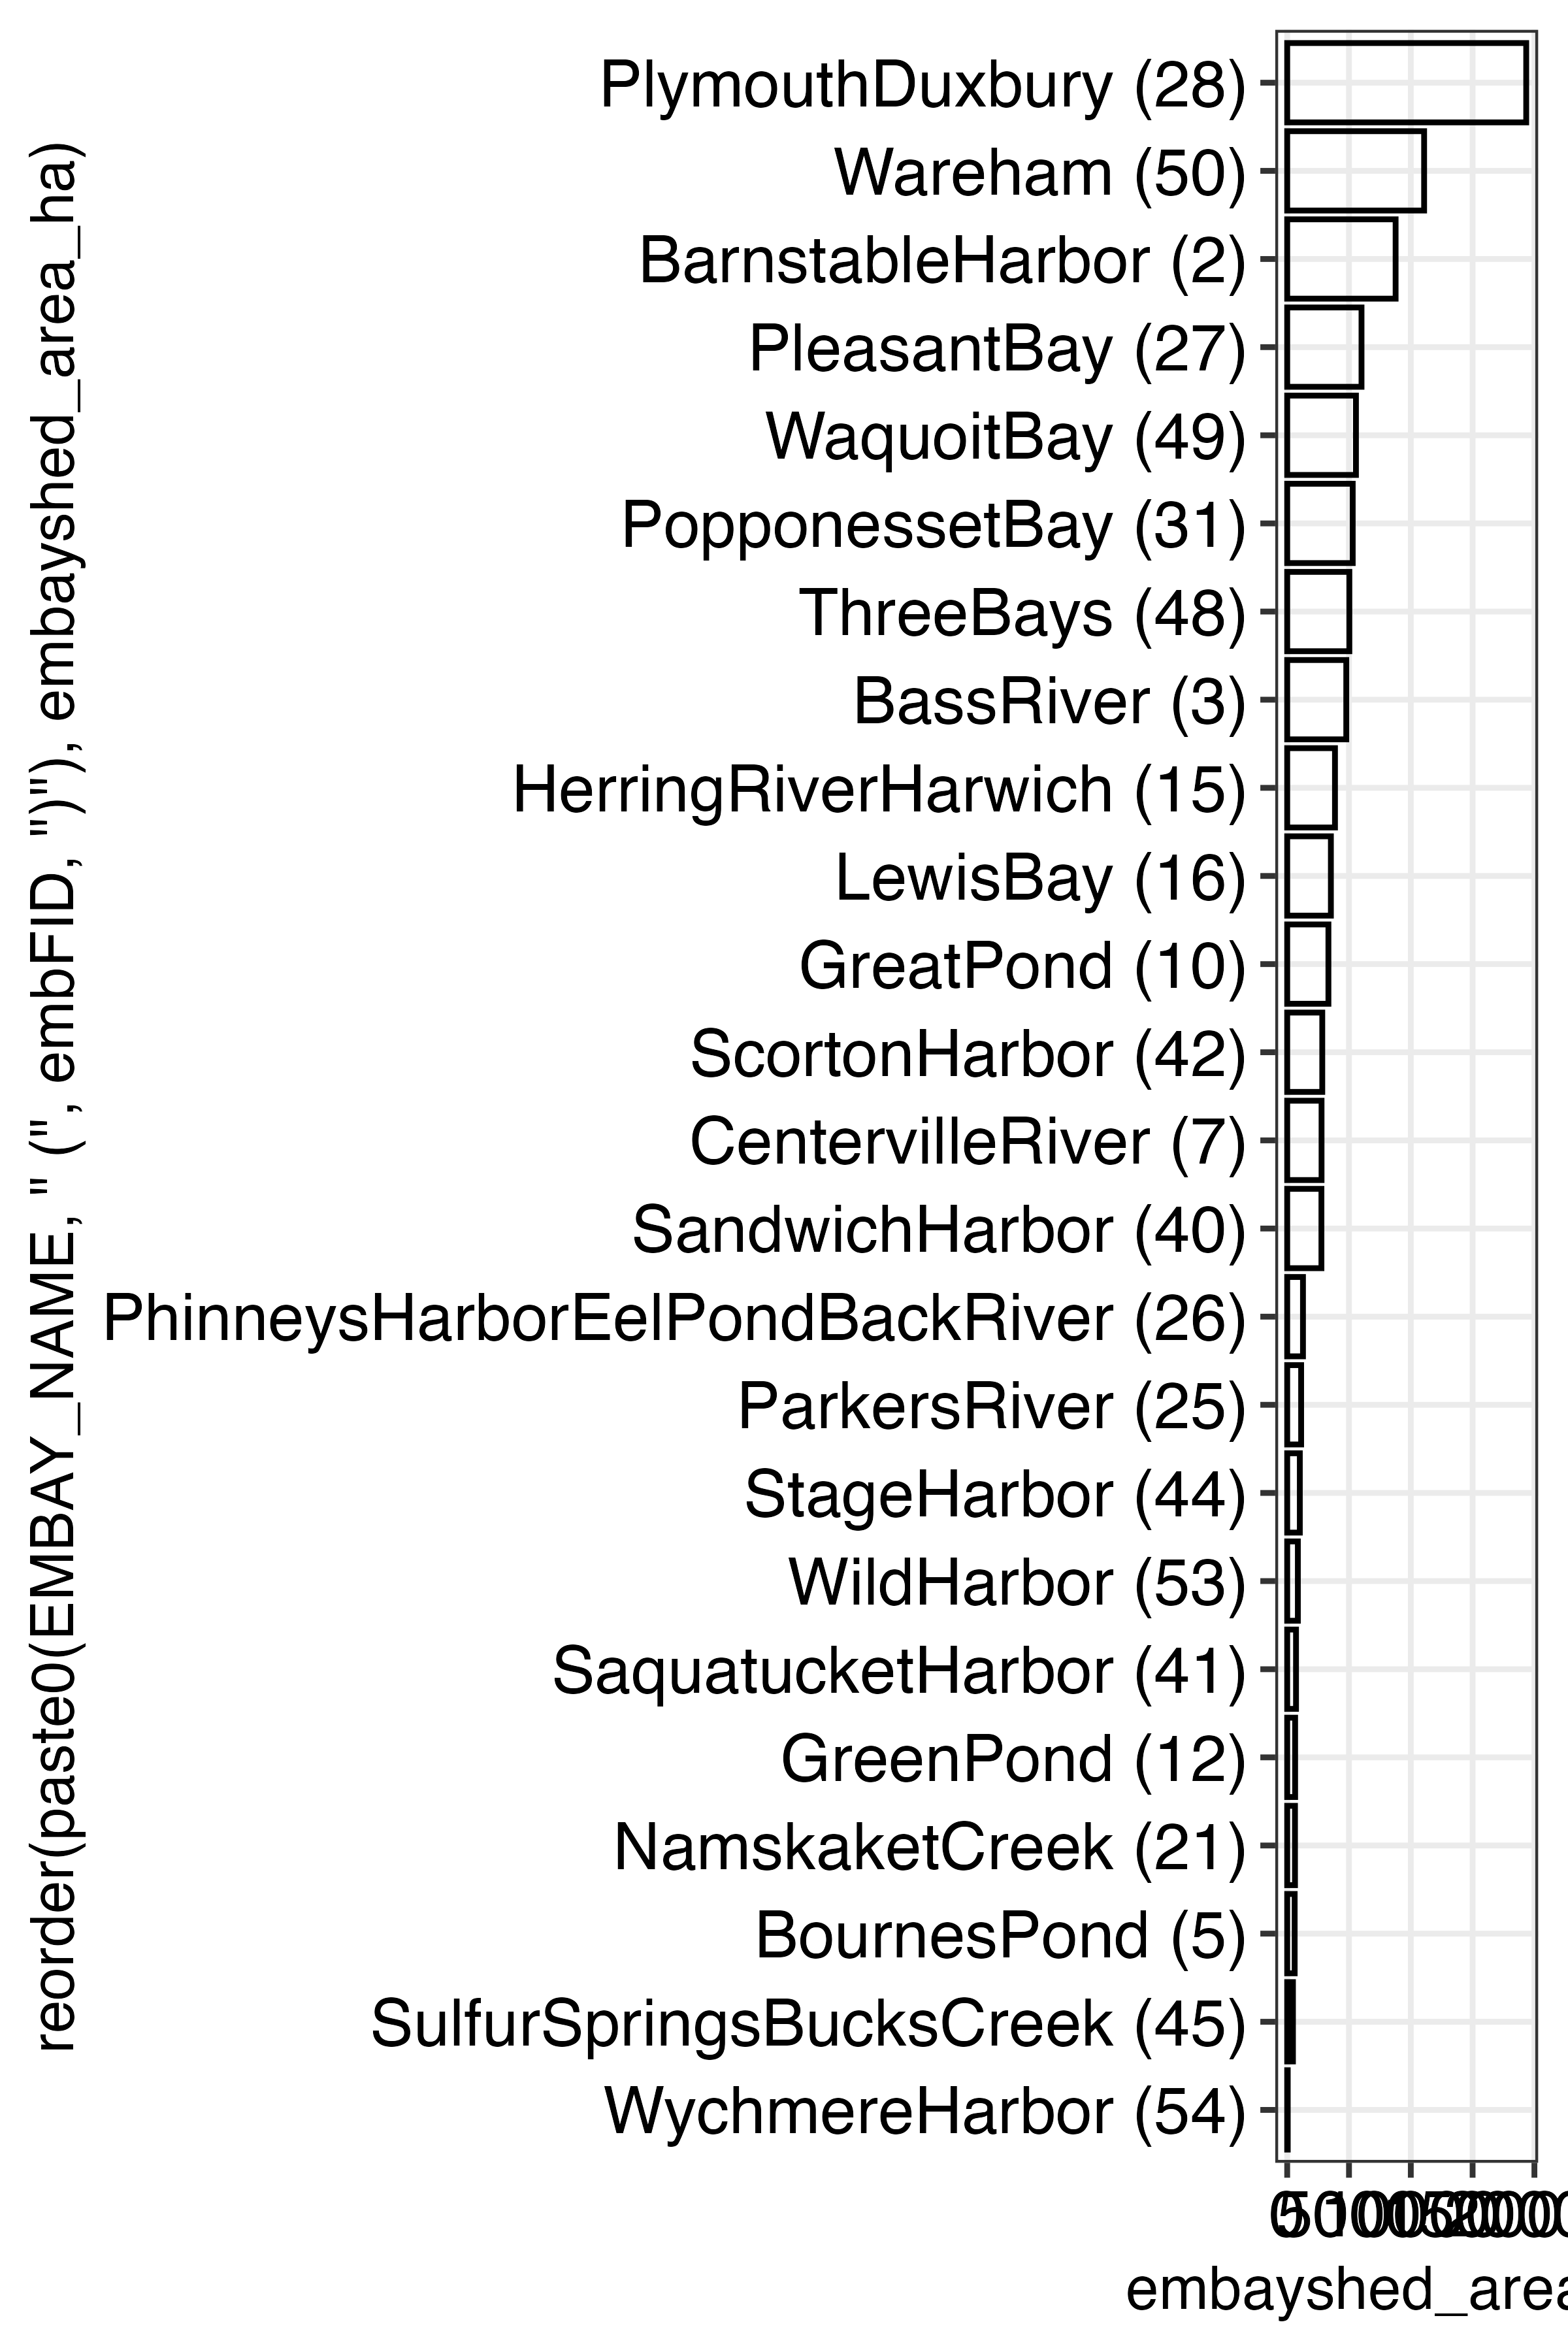 reorder(paste0(EMBAY_NAME, " (", embFID, ")"), embayshed_area_ha)
PlymouthDuxbury (28)
Wareham (50)
BarnstableHarbor (2)
PleasantBay (27)
WaquoitBay (49)
PopponessetBay (31)
ThreeBays (48)
BassRiver (3)
HerringRiverHarwich (15)
LewisBay (16)
GreatPond (10)
ScortonHarbor (42)
CentervilleRiver (7)
SandwichHarbor (40)
PhinneysHarborEelPondBackRiver (26)
ParkersRiver (25)
StageHarbor (44)
WildHarbor (53)
SaquatucketHarbor (41)
GreenPond (12)
NamskaketCreek (21)
BournesPond (5)
SulfurSpringsBucksCreek (45)
WychmereHarbor (54)
embayshed_area